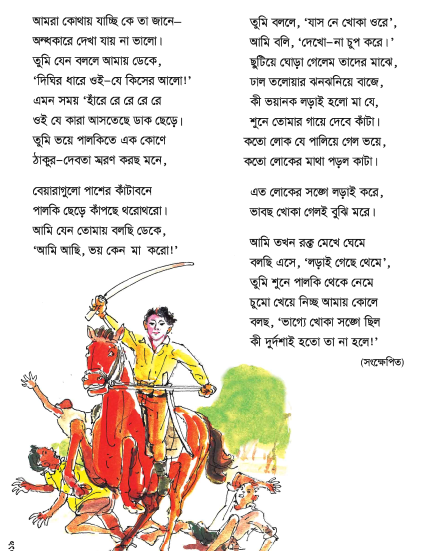 আমরা কোথায় যাচ্ছি কে তা জানে–
অন্ধকারে দেখা যায় না ভালো।
তুমি যেন বললে আমায় ডেকে,
‘দিঘির ধারে ওই–যে কিসের আলো!’
এমন সময় ‘হাঁরে রে রে রে রে
ওই যে কারা আসতেছে ডাক ছেড়ে।
তুমি ভয়ে পালকিতে এক কোণে
ঠাকুর–দেবতা স্মরণ করছ মনে,
বেয়ারাগুলো পাশের কাঁটাবনে
পালকি ছেড়ে কাঁপছে থরোথরো।
আমি যেন তোমায় বলছি ডেকে,
‘আমি আছি, ভয় কেন মা করো!’
তুমি বললে, ‘যাস নে খোকা ওরে’,
আমি বলি, ‘দেখো–না চুপ করে।’
ছুটিয়ে ঘোড়া গেলেম তাদের মাঝে,
ঢাল তলোয়ার ঝনঝনিয়ে বাজে,
কী ভয়ানক লড়াই হলো মা যে,
শুনে তোমার গায়ে দেবে কাঁটা।
কতো লোক যে পালিয়ে গেল ভয়ে,
কতো লোকের মাথা পড়ল কাটা।
এত লোকের সঙ্গে লড়াই করে,
ভাবছ খোকা গেলই বুঝি মরে।
আমি তখন রক্ত মেখে ঘেমে
বলছি এসে, ‘লড়াই গেছে থেমে’,
তুমি শুনে পালকি থেকে নেমে
চুমো খেয়ে নিচ্ছ আমায় কোলে
বলছ, ‘ভাগ্যে খোকা সঙ্গে ছিল
কী দুর্দশাই হতো তা না হলে!’
(সংক্ষেপিত)